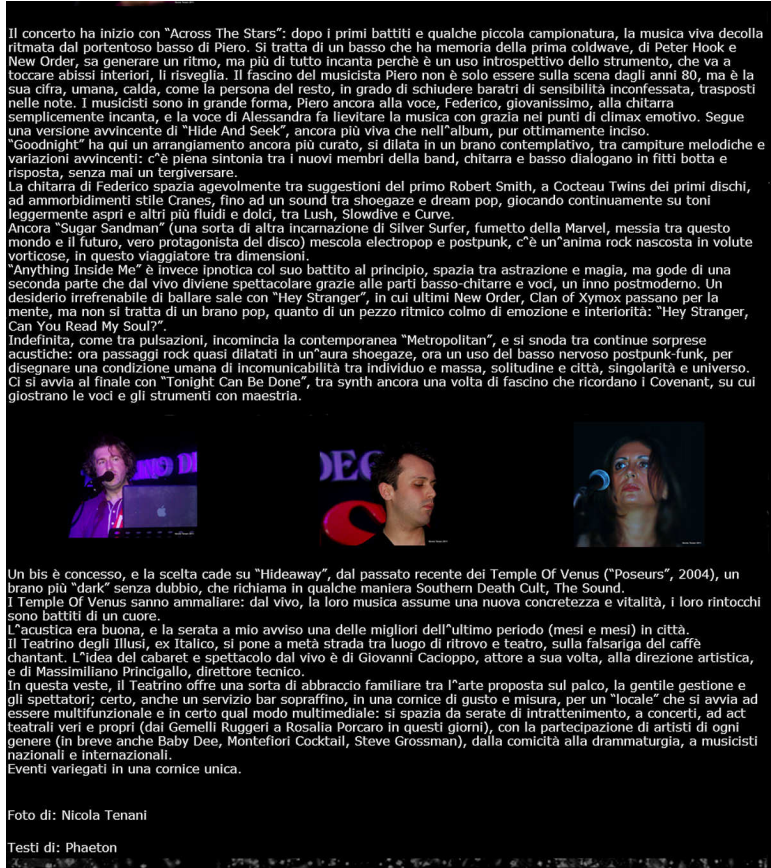 Il concerto ha inizio con “Across The Stars”: dopo i primi battiti e qualche piccola campionatura, la musica viva decolla
ritmata dal portentoso basso di Piero. Si tratta di un basso che ha memoria della prima coldwave, di Peter Hook e
New Order, sa generare un ritmo, ma più di tutto incanta perchè è un uso introspettivo dello strumento, che va a
toccare abissi interiori, li risveglia. Il fascino del musicista Piero non è solo essere sulla scena dagli anni 80, ma è la
sua cifra, umana, calda, come la persona del resto, in grado di schiudere baratri di sensibilità inconfessata, trasposti
nelle note. I musicisti sono in grande forma, Piero ancora alla voce, Federico, giovanissimo, alla chitarra
semplicemente incanta, e la voce di Alessandra fa lievitare la musica con grazia nei punti di climax emotivo. Segue
una versione avvincente di “Hide And Seek”, ancora più viva che nell^album, pur ottimamente inciso.
“Goodnight” ha qui un arrangiamento ancora più curato, si dilata in un brano contemplativo, tra campiture melodiche e
variazioni avvincenti: c^è piena sintonia tra i nuovi membri della band, chitarra e basso dialogano in fitti botta e
risposta, senza mai un tergiversare.
La chitarra di Federico spazia agevolmente tra suggestioni del primo Robert Smith, a Cocteau Twins dei primi dischi,
ad ammorbidimenti stile Cranes, fino ad un sound tra shoegaze e dream pop, giocando continuamente su toni
leggermente aspri e altri più fluidi e dolci, tra Lush, Slowdive e Curve.
Ancora “Sugar Sandman” (una sorta di altra incarnazione di Silver Surfer, fumetto della Marvel, messia tra questo
mondo e il futuro, vero protagonista del disco) mescola electropop e postpunk, c^è un^anima rock nascosta in volute
vorticose, in questo viaggiatore tra dimensioni.
“Anything Inside Me” è invece ipnotica col suo battito al principio, spazia tra astrazione e magia, ma gode di una
seconda parte che dal vivo diviene spettacolare grazie alle parti basso-chitarre e voci, un inno postmoderno. Un
desiderio irrefrenabile di ballare sale con “Hey Stranger”, in cui ultimi New Order, Clan of Xymox passano per la
mente, ma non si tratta di un brano pop, quanto di un pezzo ritmico colmo di emozione e interiorità: “Hey Stranger,
Can You Read My Soul?”.
Indefinita, come tra pulsazioni, incomincia la contemporanea “Metropolitan”, e si snoda tra continue sorprese
acustiche: ora passaggi rock quasi dilatati in un^aura shoegaze, ora un uso del basso nervoso postpunk-funk, per
disegnare una condizione umana di incomunicabilità tra individuo e massa, solitudine e città, singolarità e universo.
Ci si avvia al finale con “Tonight Can Be Done”, tra synth ancora una volta di fascino che ricordano i Covenant, su cui
giostrano le voci e gli strumenti con maestria.
Un bis è concesso, e la scelta cade su “Hideaway”, dal passato recente dei Temple Of Venus (“Poseurs”, 2004), un
brano più “dark” senza dubbio, che richiama in qualche maniera Southern Death Cult, The Sound.
I Temple Of Venus sanno ammaliare: dal vivo, la loro musica assume una nuova concretezza e vitalità, i loro rintocchi
sono battiti di un cuore.
L^acustica era buona, e la serata a mio avviso una delle migliori dell^ultimo periodo (mesi e mesi) in città.
Il Teatrino degli Illusi, ex Italico, si pone a metà strada tra luogo di ritrovo e teatro, sulla falsariga del caffè
chantant. L^idea del cabaret e spettacolo dal vivo è di Giovanni Cacioppo, attore a sua volta, alla direzione artistica,
e di Massimiliano Principallo, direttore tecnico.
In questa veste, il Teatrino offre una sorta di abbraccio familiare tra l^arte proposta sul palco, la gentile gestione e
gli spettatori; certo, anche un servizio bar sopraffino, in una cornice di gusto e misura, per un “locale” che si avvia ad
essere multifunzionale e in certo qual modo multimediale: si spazia da serate di intrattenimento, a concerti, ad act
teatrali veri e propri (dai Gemelli Ruggeri a Rosalia Porcaro in questi giorni), con la partecipazione di artisti di ogni
genere (in breve anche Baby Dee, Montefiori Cocktail, Steve Grossman), dalla comicità alla drammaturgia, a musicisti
nazionali e internazionali.
Eventi variegati in una cornice unica.
Foto di: Nicola Tenani
Testi di: Phaeton